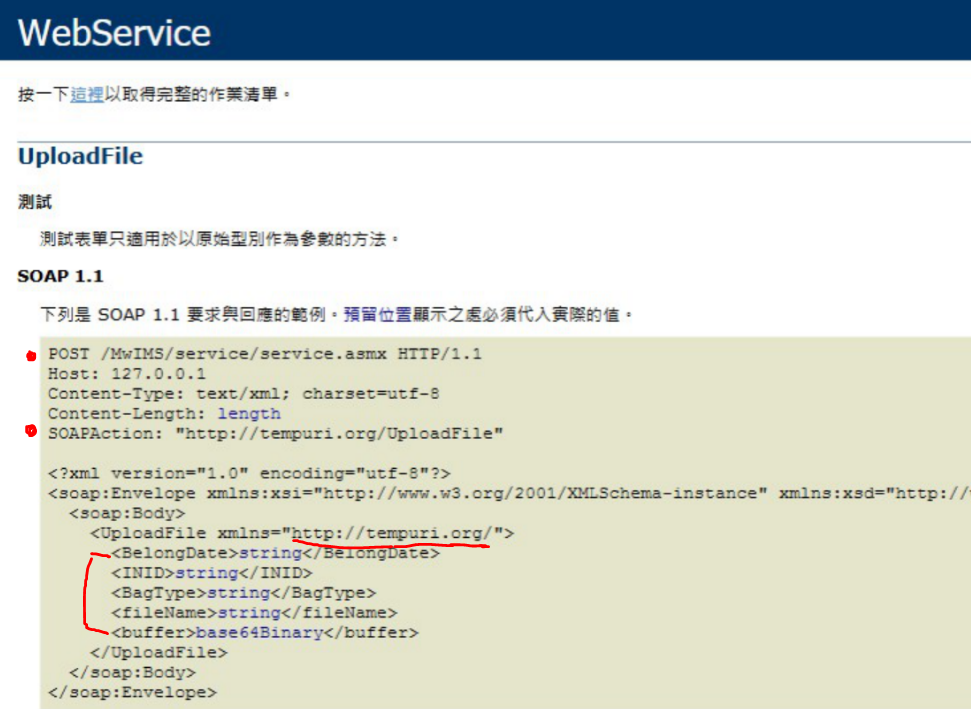 WebService
按一下這裡以取得完整的作業清單。
UploadFile
測試
測試表單只適用於以原始型別作為參數的方法。
SOAP 1.1
下列是 SOAP 1.1 要求與回應的範例。預留位置顯示之處必須代入實際的值。
POST /MwIMS/service/service.asmx HTTP/1.1
Host: 127.0.0.1
Content-Type: text/xml; charset=utf-8
Content-Length: length
SOAPAction: "http://tempuri.org/UploadFile"
<?xml version="1.0" encoding="utf-8"?>
<soap:Envelope xmlns:xsi="http://www.w3.org/2001/XMLSchema-instance" xmlns:xsd="http://
<soap:Body>
<UploadFile xmlns="http://tempuri.org/">
<BelongDate>string</BelongDate>
<INID>string</INID>
<BagType>string</BagType>
<fileName>string</fileName>
<buffer>base64Binary</buffer>
</UploadFile>
</soap:Body>
</soap:Envelope>